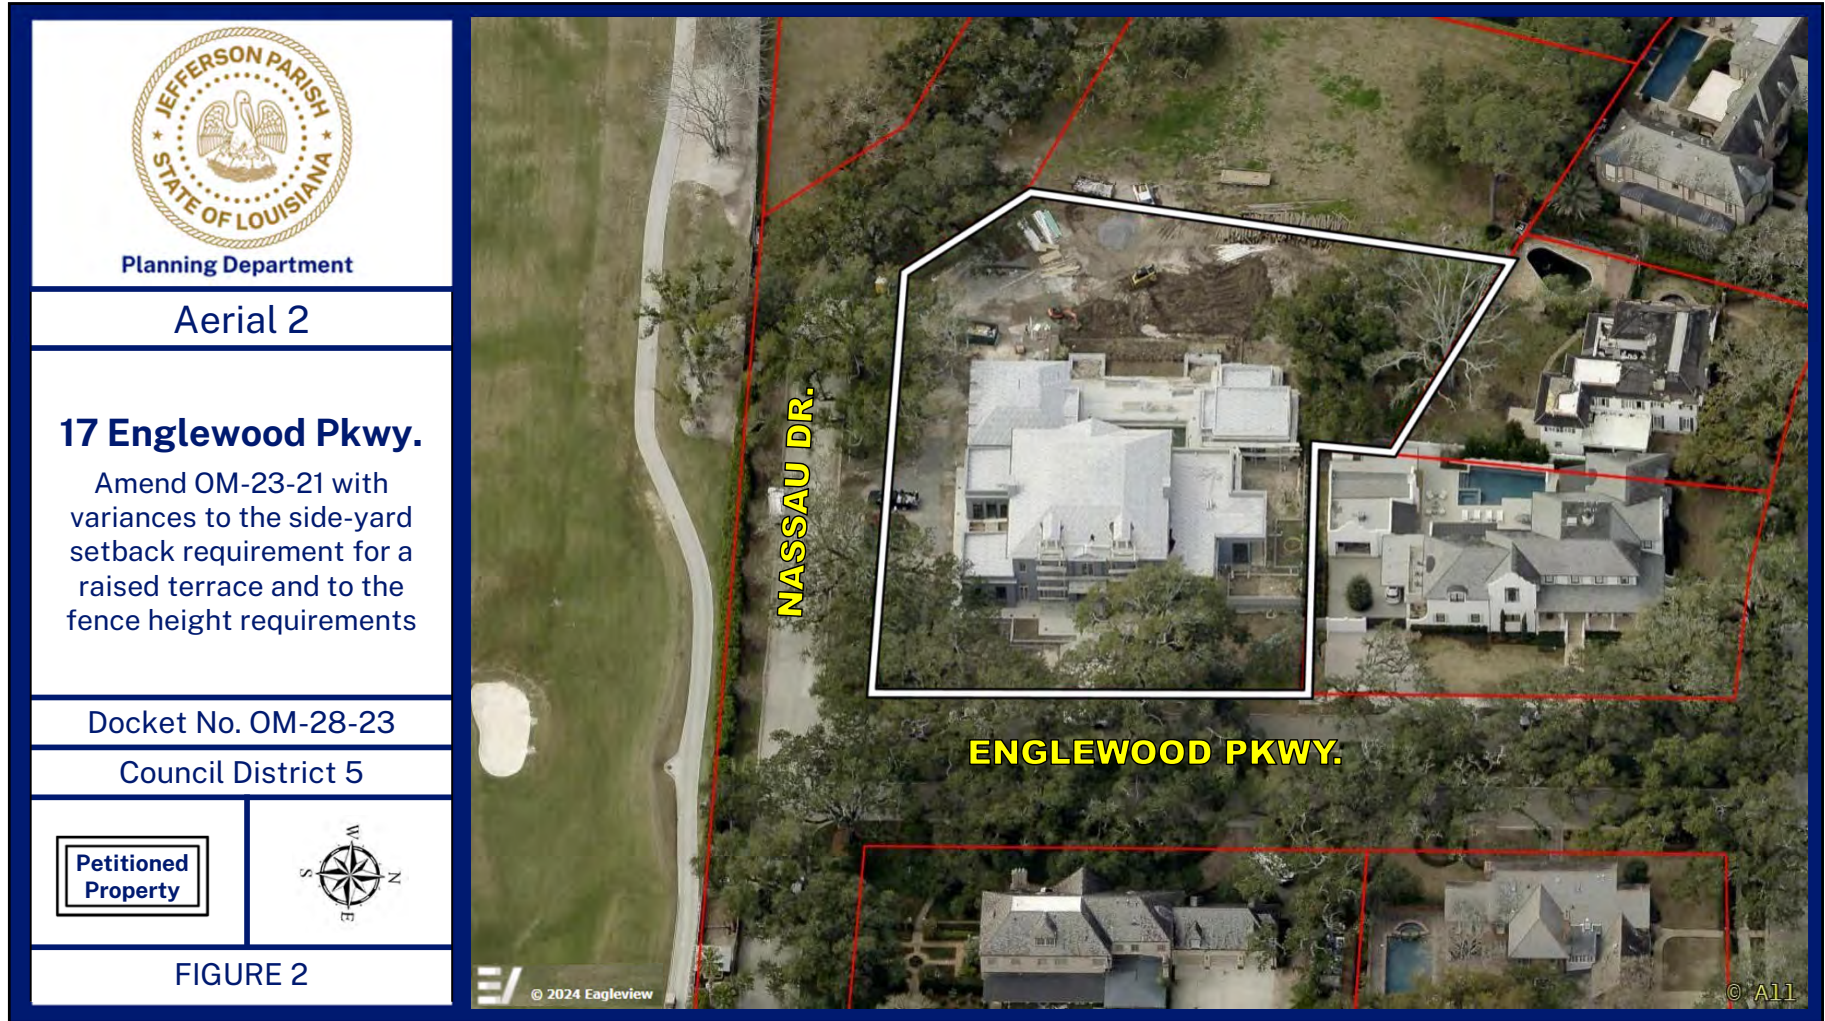 JEFFERSON PARISH
STATE OF LOUISIANA
Planning Department
Aerial 2
17 Englewood Pkwy.
Amend OM-23-21 with
variances to the side-yard
setback requirement for a
raised terrace and to the
fence height requirements
Docket No. OM-28-23
Council District 5
Petitioned
Property
W
S
N
E
FIGURE 2
NASSAU DR.
ENGLEWOOD PKWY.
© 2024 Eagleview
© All